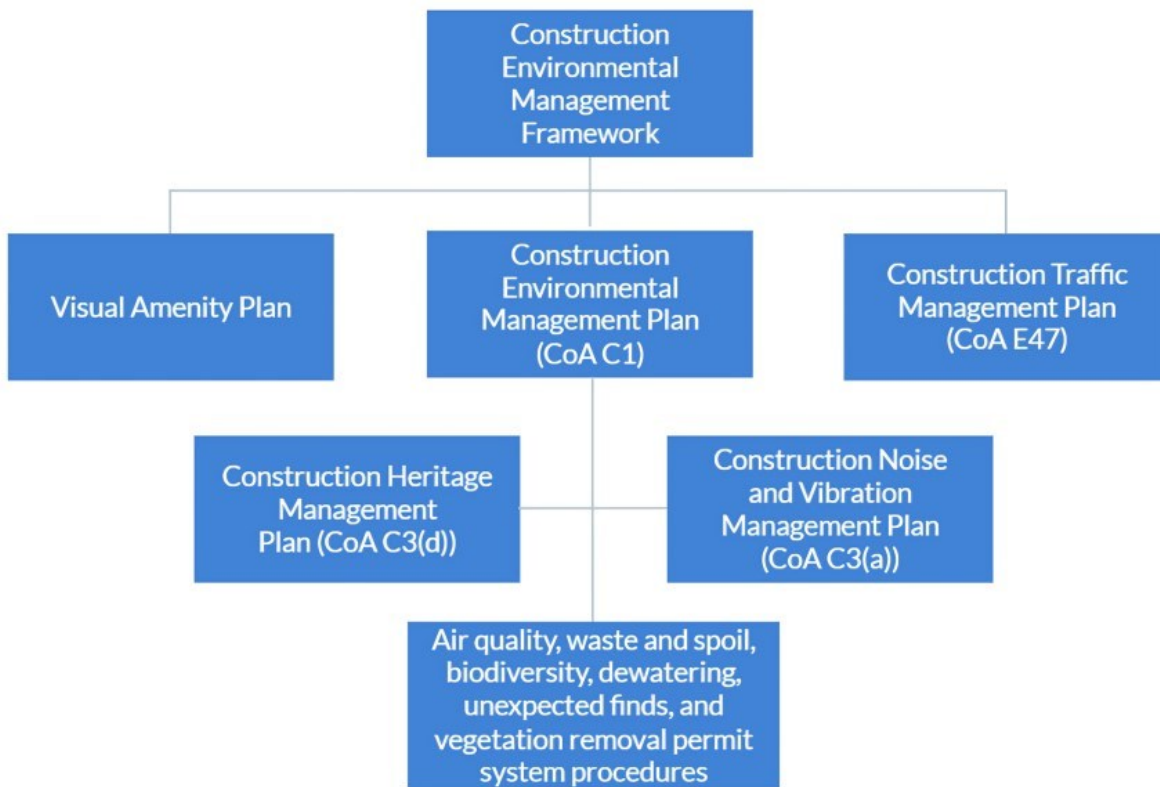 Construction
Environmental
Management
Framework
Visual Amenity Plan
Construction
Environmental
Management Plan
(CoA C1)
Construction Traffic
Management Plan
(CoA E47)
Construction Heritage
Management
Plan (CoA C3(d))
Construction Noise
and Vibration
Management Plan
(CoA C3(a))
Air quality, waste and spoil,
biodiversity, dewatering,
unexpected finds, and
vegetation removal permit
system procedures